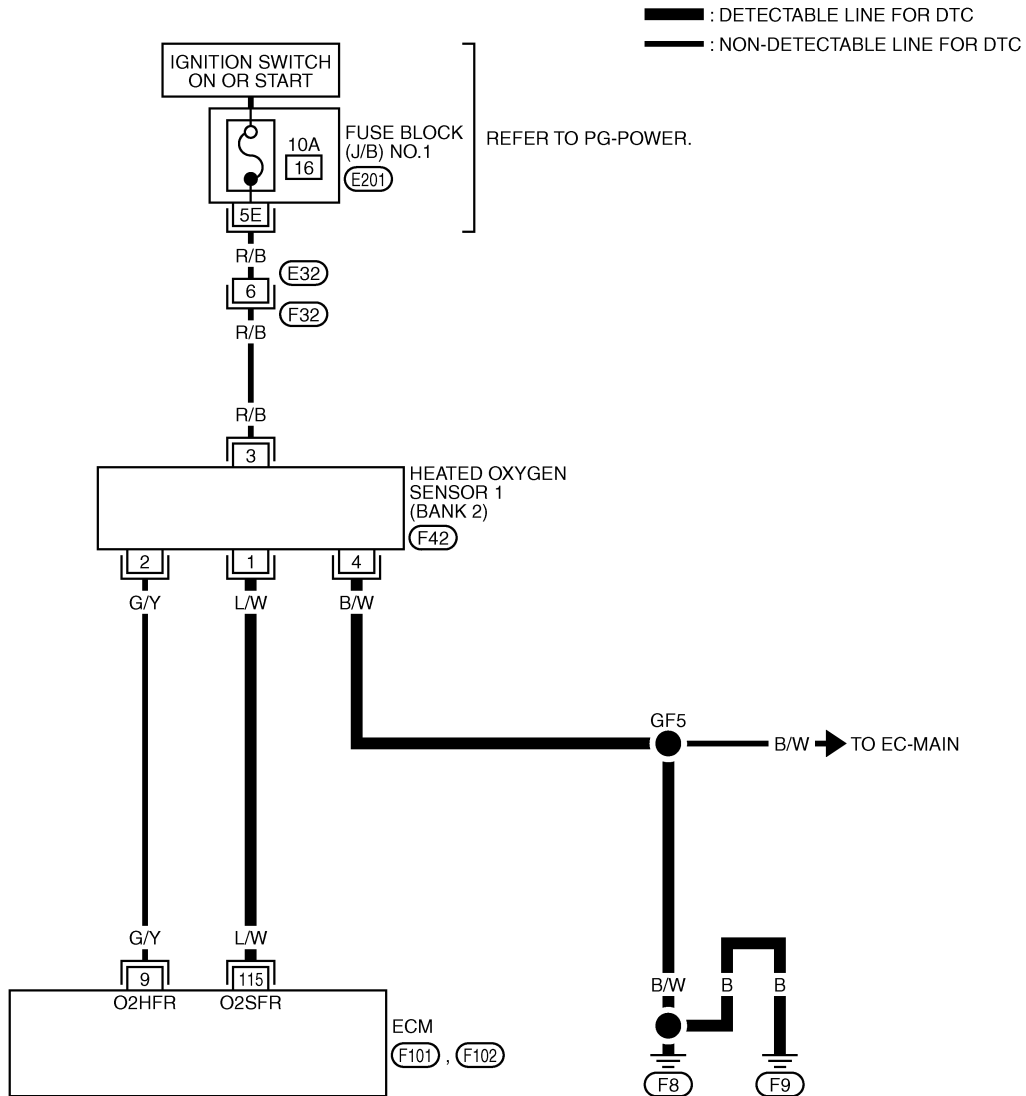 : DETECTABLE LINE FOR DTC
: NON-DETECTABLE LINE FOR DTC
IGNITION SWITCH
ON OR START
10A
16
FUSE BLOCK
(J/B) NO.1
E201
REFER TO PG-POWER.
5E
R/B
E32
6
F32
R/B
R/B
3
HEATED OXYGEN
SENSOR 1
(BANK 2)
F42
2 1 4
G/Y L/W B/W
GF5
B/W TO EC-MAIN
G/Y L/W
9 115
O2HFR O2SFR
ECM
F101 , F102
B/W B B
F8 F9